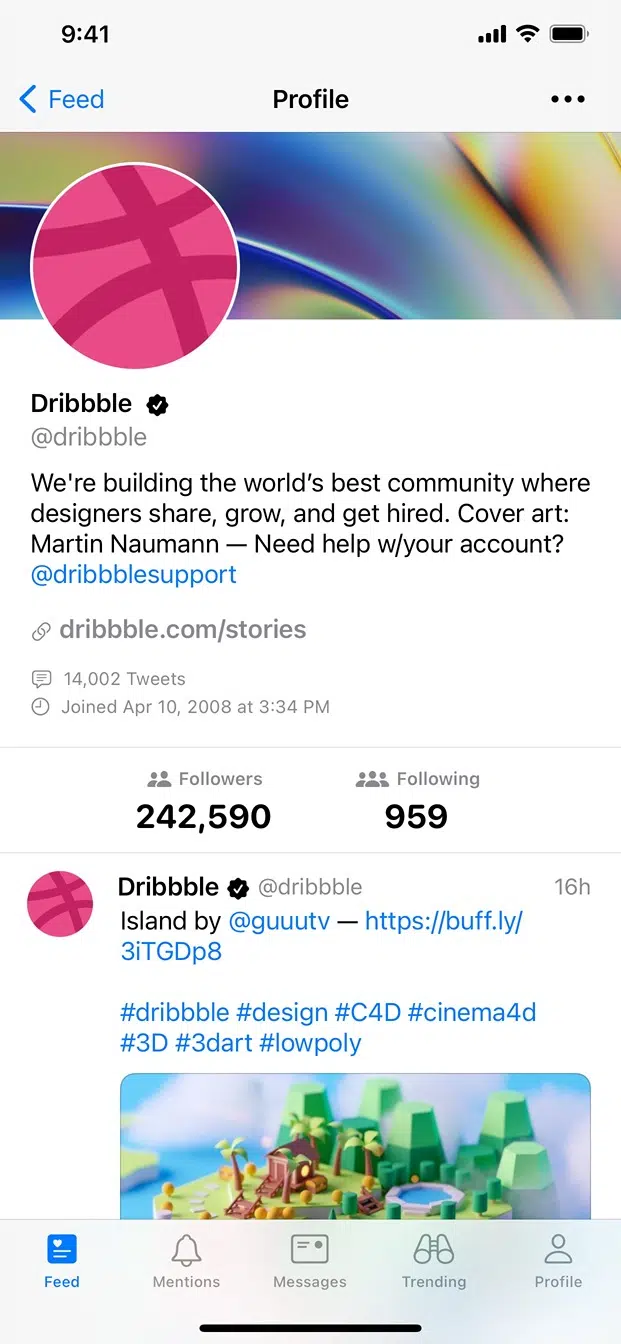 9:41
Feed
Profile
Dribbble
@dribbble
We're building the world’s best community where
designers share, grow, and get hired. Cover art:
Martin Naumann — Need help w/your account?
@dribbblesupport
dribbble.com/stories
14,002 Tweets
Joined Apr 10, 2008 at 3:34 PM
Followers Following
242,590 959
Dribbble @dribbble 16h
Island by @guuutv — https://buff.ly/
3iTGDp8
#dribbble #design #C4D #cinema4d
#3D #3dart #lowpoly
Feed Mentions Messages Trending Profile